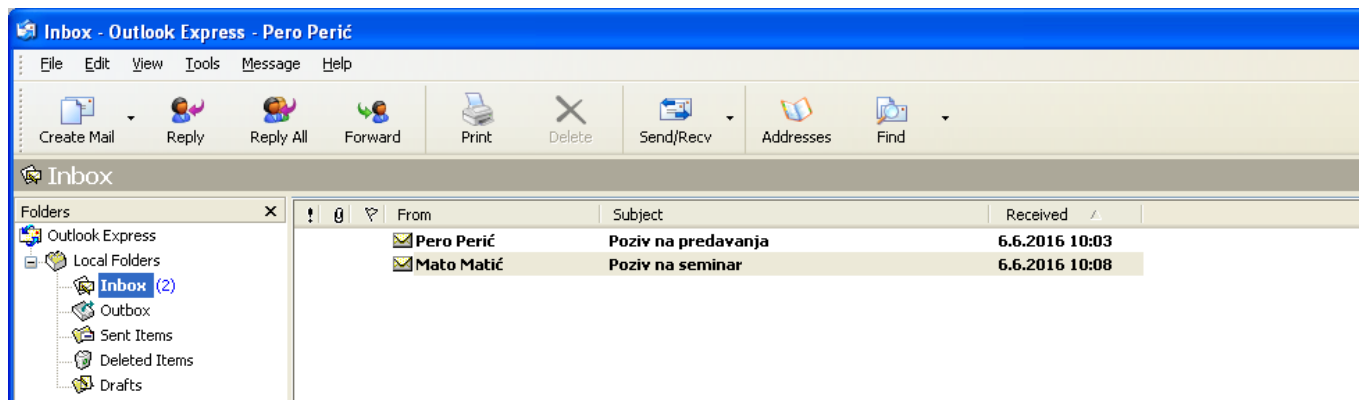 Inbox - Outlook Express - Pero Perić
File Edit View Tools Message Help
Create Mail Reply Reply All Forward Print Delete Send/Recv Addresses Find
Inbox
Folders x ! From Subject Received
Outlook Express
Local Folders
Inbox (2)
Outbox
Sent Items
Deleted Items
Drafts
Pero Perić Poziv na predavanja 6.6.2016 10:03
Mato Matić Poziv na seminar 6.6.2016 10:08